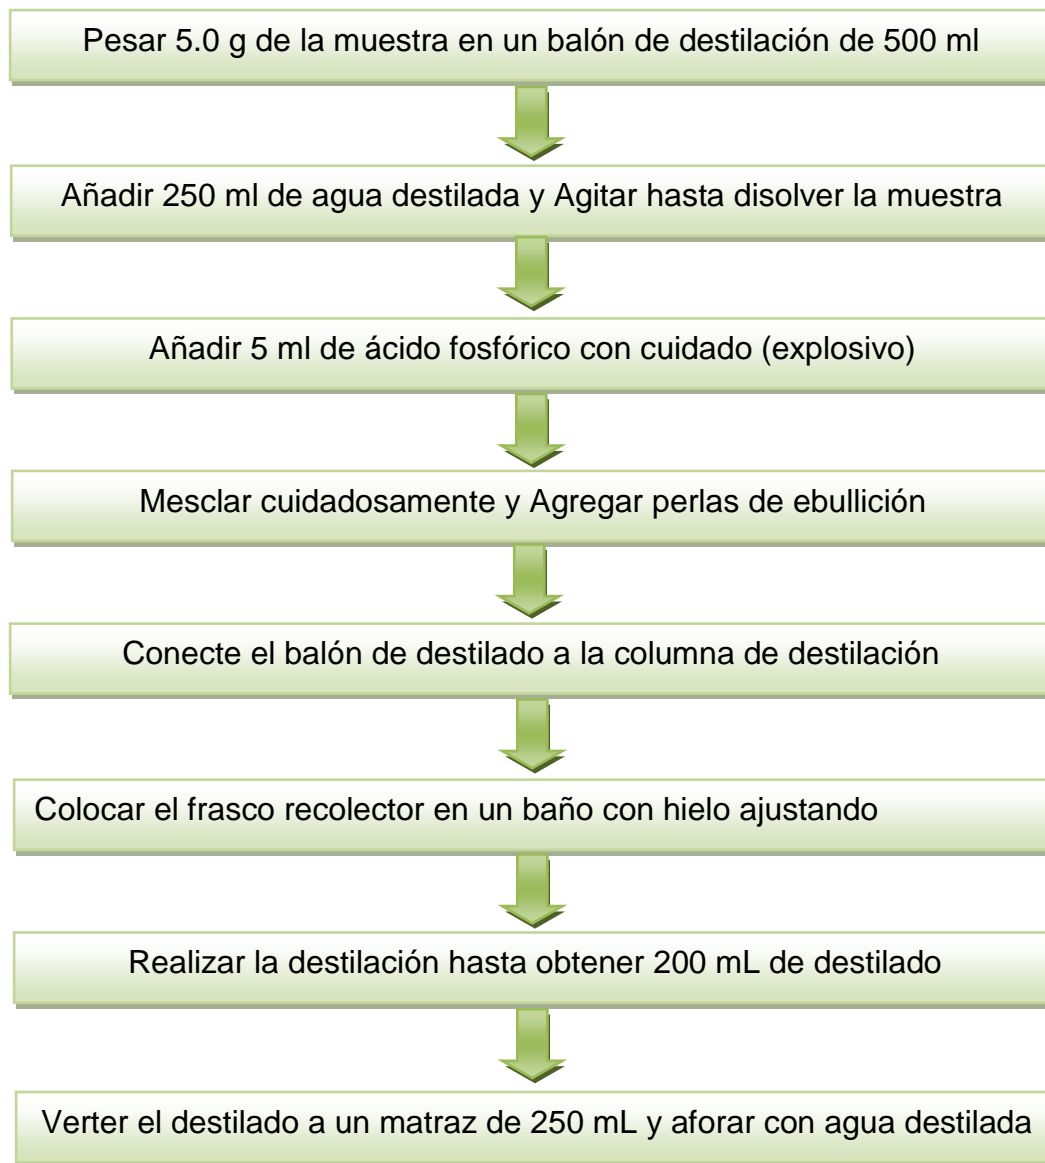 Pesar 5.0 g de la muestra en un balón de destilación de 500 ml
Añadir 250 ml de agua destilada y Agitar hasta disolver la muestra
Añadir 5 ml de ácido fosfórico con cuidado (explosivo)
Mesclar cuidadosamente y Agregar perlas de ebullición
Conecte el balón de destilado a la columna de destilación
Colocar el frasco recolector en un baño con hielo ajustando
Realizar la destilación hasta obtener 200 mL de destilado
Verter el destilado a un matraz de 250 mL y aforar con agua destilada